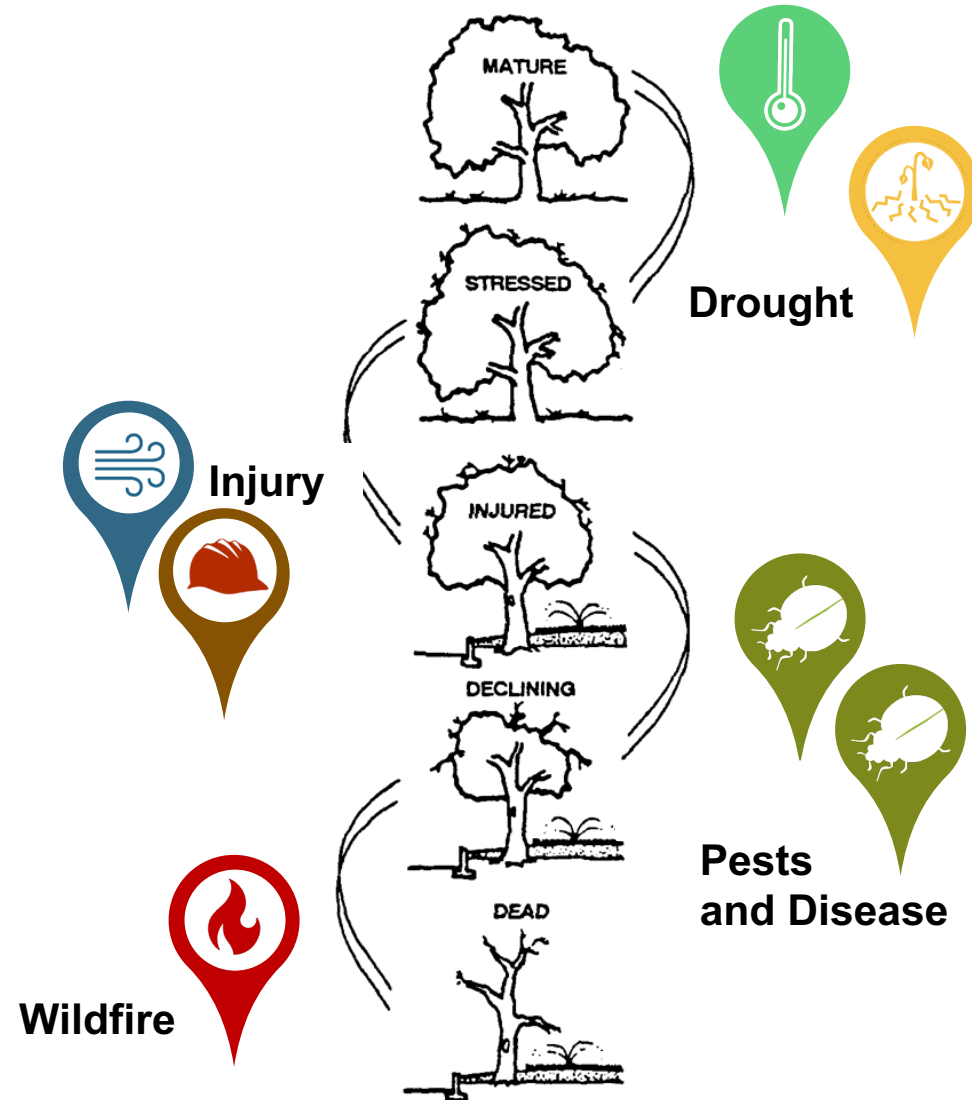 MATURE
STRESSED
Drought
Injury
INJURED
DECLINING
Pests
and Disease
DEAD
Wildfire